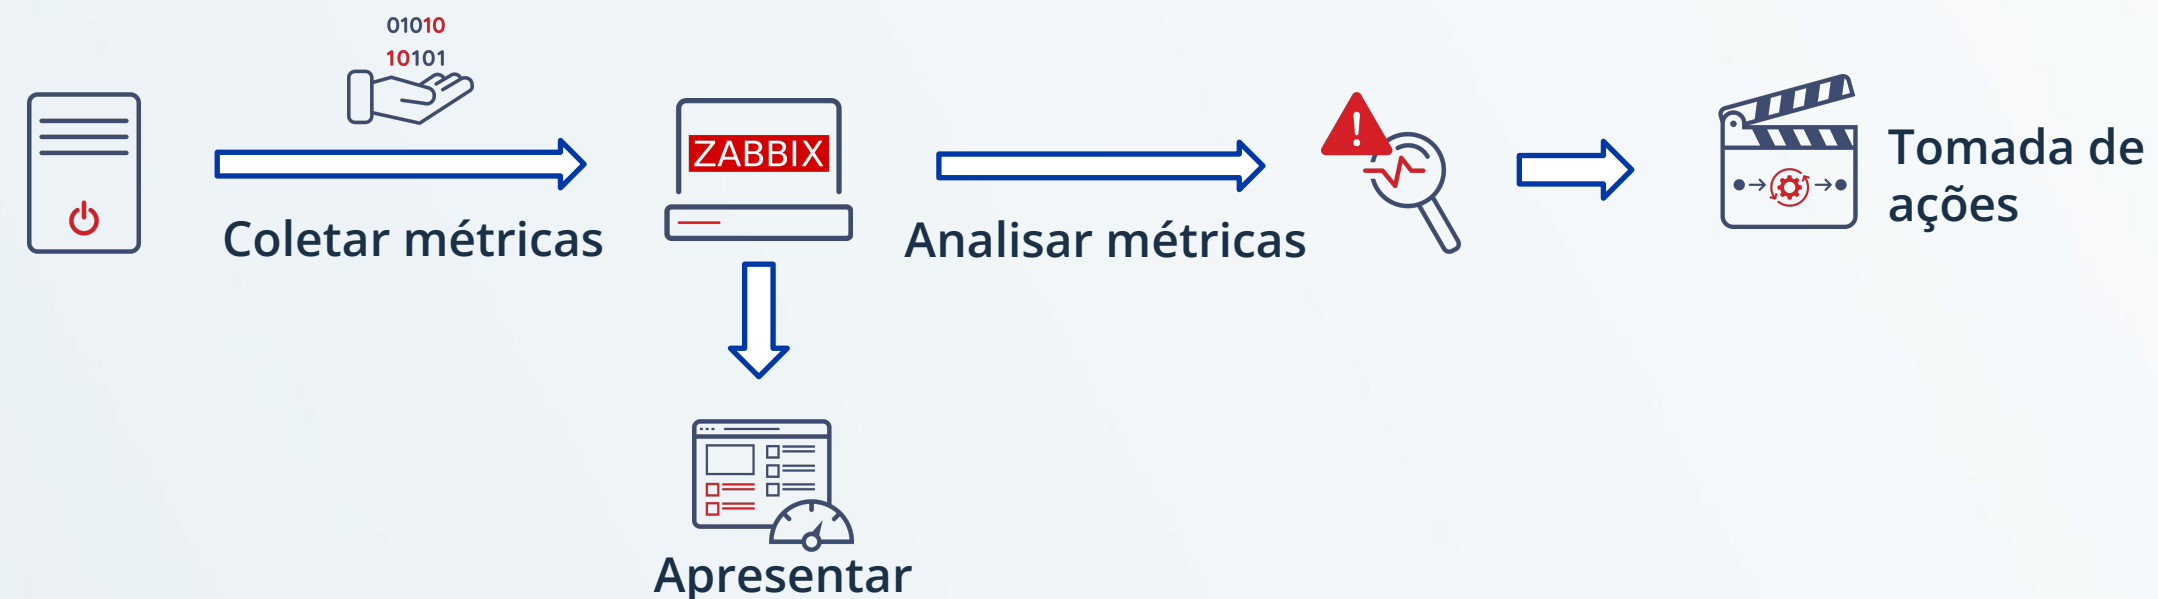 01010
10101
ZABBIX
Coletar métricas
Analisar métricas
Tomada de
ações
Apresentar